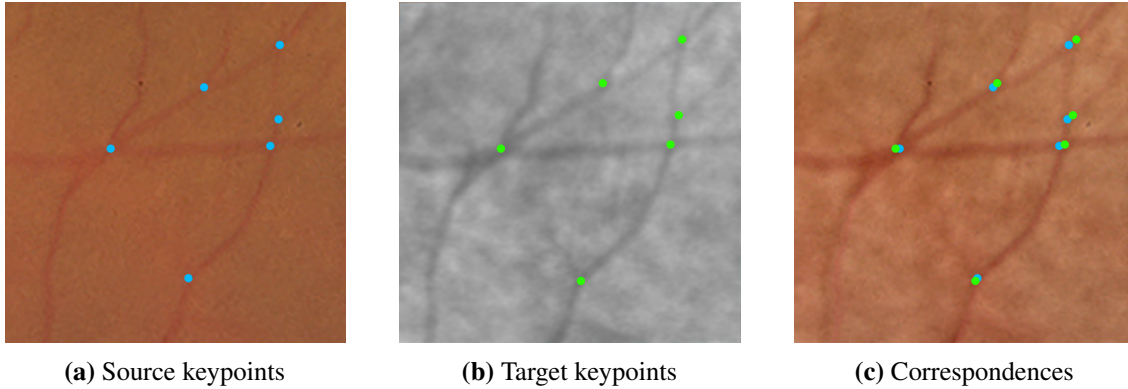 (a) Source keypoints
(b) Target keypoints
(c) Correspondences